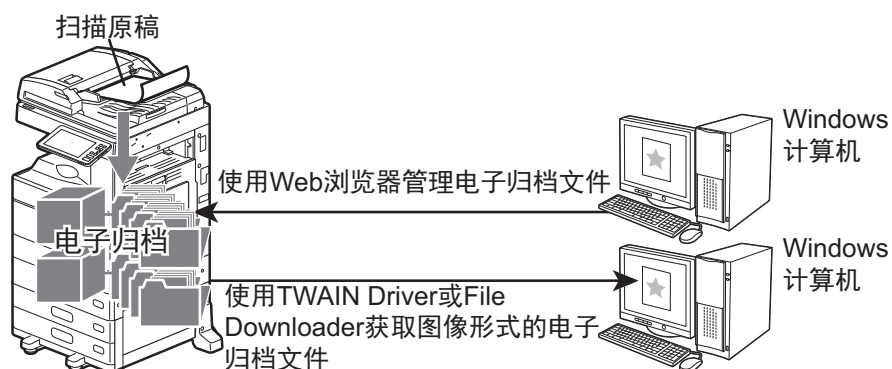 扫描原稿
Windows
计算机
使用Web浏览器管理电子归档文件
电子归档
Windows
计算机
使用TWAIN Driver或File
Downloader获取图像形式的电子
归档文件